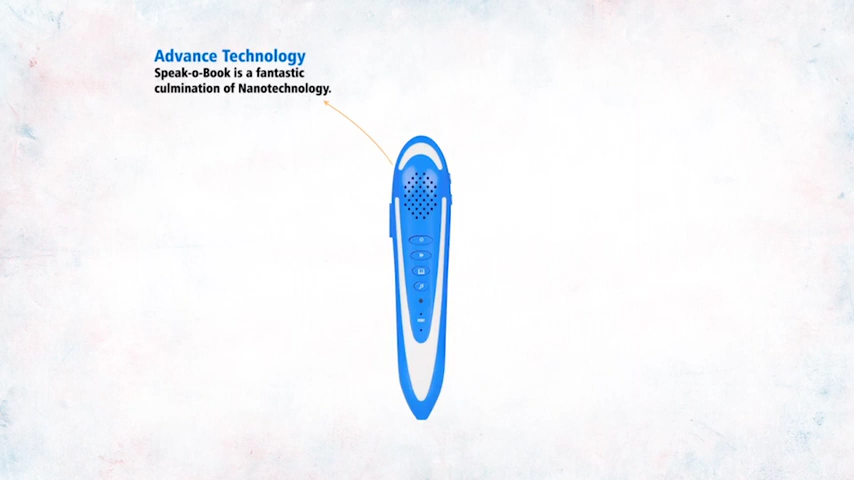 Advance Technology
Speak-o-Book is a fantastic
culmination of Nanotechnology.